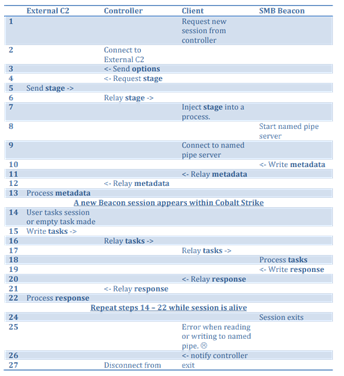 External C2 Controller Client SMB Beacon
1 Request new
session from
controller
2 Connect to
External C2
3 <- Send options
4 <- Request stage
5 Send stage ->
6 Relay stage ->
7 Inject stage into a
process.
8 Start named pipe
server
9 Connect to named
pipe server
10 <- Write metadata
11 <- Relay metadata
12 <- Relay metadata
13 Process metadata
A new Beacon session appears within Cobalt Strike
14 User tasks session
or empty task made
15 Write tasks ->
16 Relay tasks ->
17 Relay tasks ->
18 Process tasks
19 <- Write response
20 <- Relay response
21 <- Relay response
22 Process response
Repeat steps 14 – 22 while session is alive
24 Session exits
25 Error when reading
or writing to named
pipe. ☹
26 <- notify controller
27 Disconnect from exit